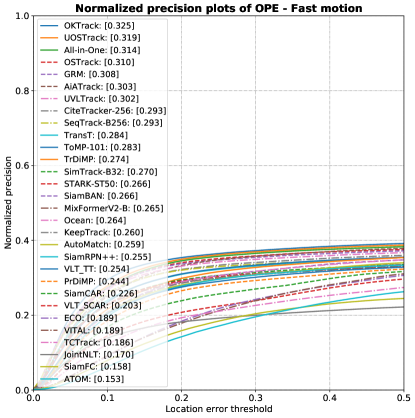 Normalized precision plots of OPE - Fast motion
1.0
0.8
0.6
0.4
0.2
0.0
Normalized precision
OKTrack: [0.325]
UOSTrack: [0.319]
All-in-One: [0.314]
OSTrack: [0.310]
GRM: [0.308]
AiATrack: [0.303]
UVLTrack: [0.302]
CiteTracker-256: [0.293]
SeqTrack-B256: [0.293]
TransT: [0.284]
ToMP-101: [0.283]
TrDiMP: [0.274]
SimTrack-B32: [0.270]
STARK-ST50: [0.266]
SiamBAN: [0.266]
MixFormerV2-B: [0.265]
Ocean: [0.264]
KeepTrack: [0.260]
AutoMatch: [0.259]
SiamRPN++: [0.255]
VLT_TT: [0.254]
PrDiMP: [0.244]
SiamCAR: [0.226]
VLT_SCAR: [0.203]
ECO: [0.189]
VITAL: [0.189]
TCTrack: [0.186]
JointNLT: [0.170]
SiamFC: [0.158]
ATOM: [0.153]
0.0 0.1 0.2 0.3 0.4 0.5
Location error threshold